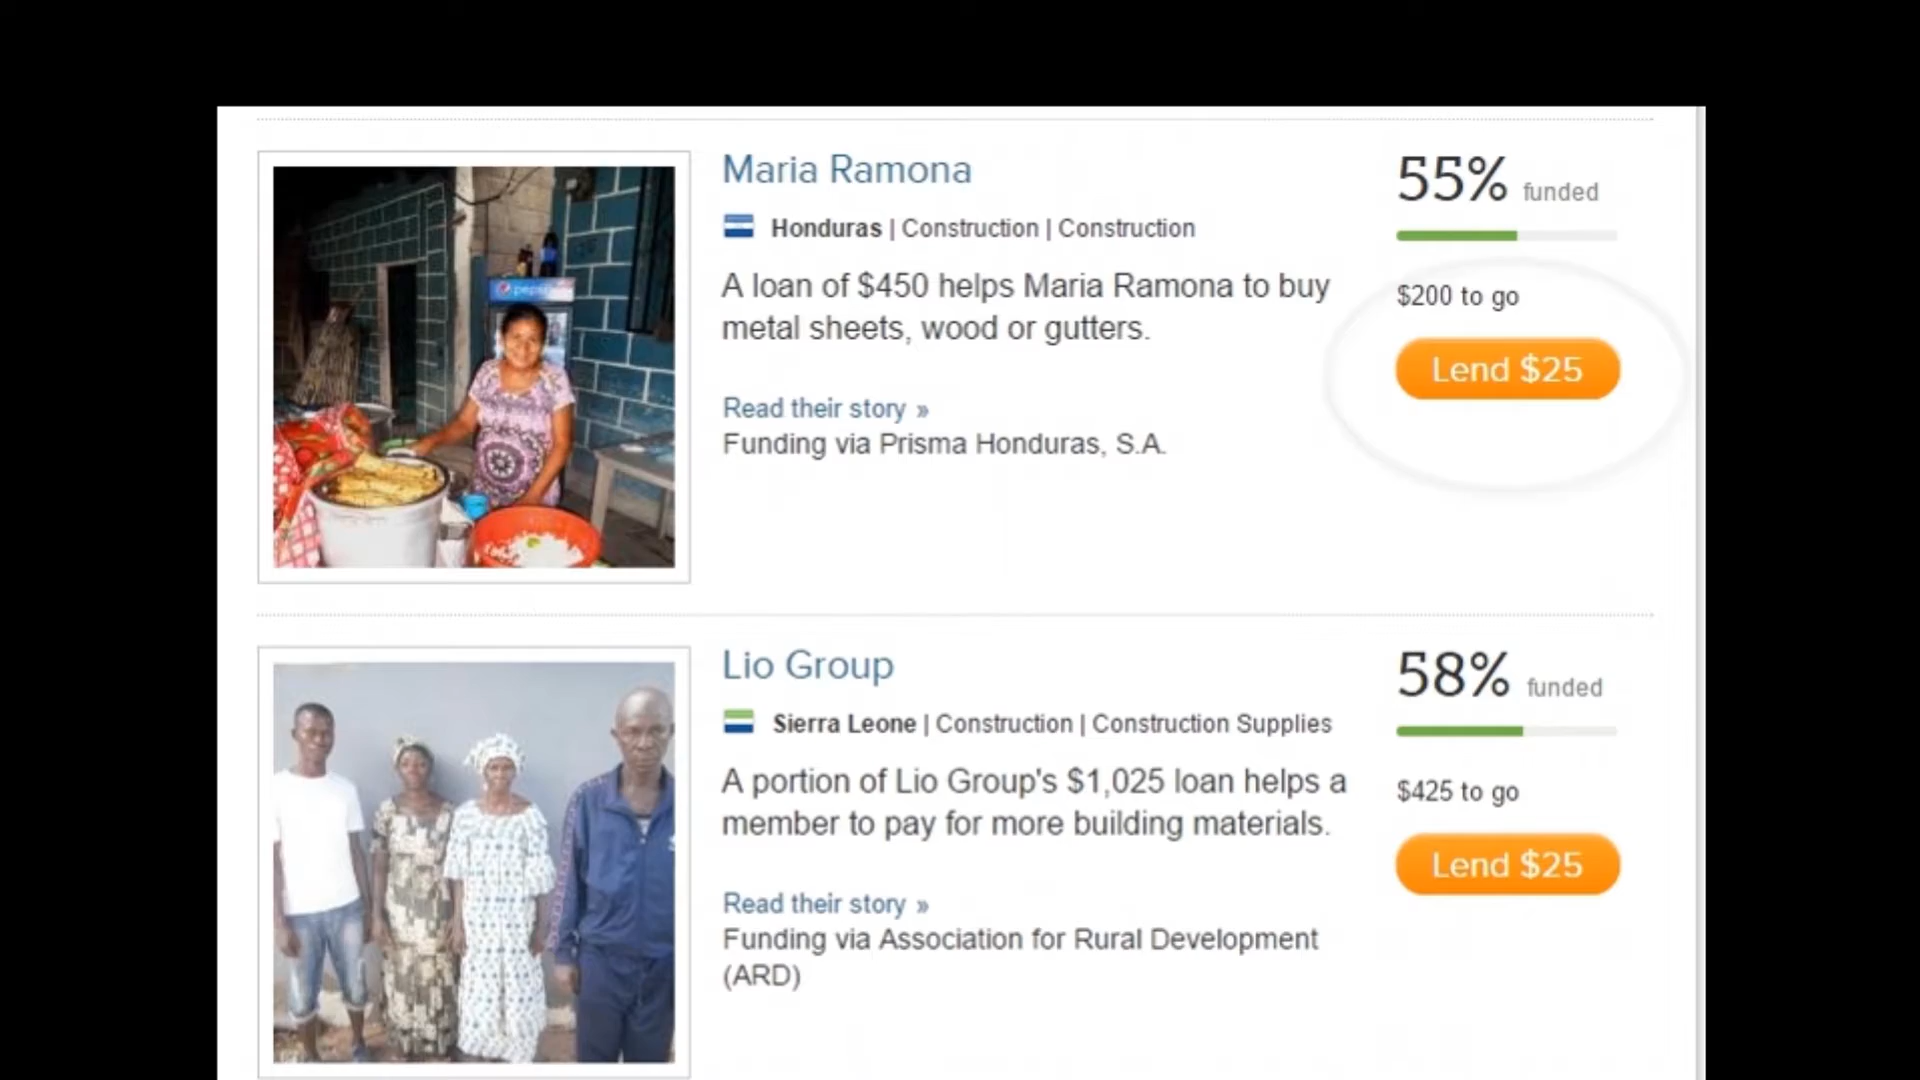 Maria Ramona
Honduras | Construction | Construction
A loan of $450 helps Maria Ramona to buy
metal sheets, wood or gutters.
Read their story »
Funding via Prisma Honduras, S.A.
55% funded
$200 to go
Lend $25
pepsi
Lio Group
Sierra Leone | Construction | Construction Supplies
A portion of Lio Group's $1,025 loan helps a
member to pay for more building materials.
Read their story »
Funding via Association for Rural Development
(ARD)
58% funded
$425 to go
Lend $25